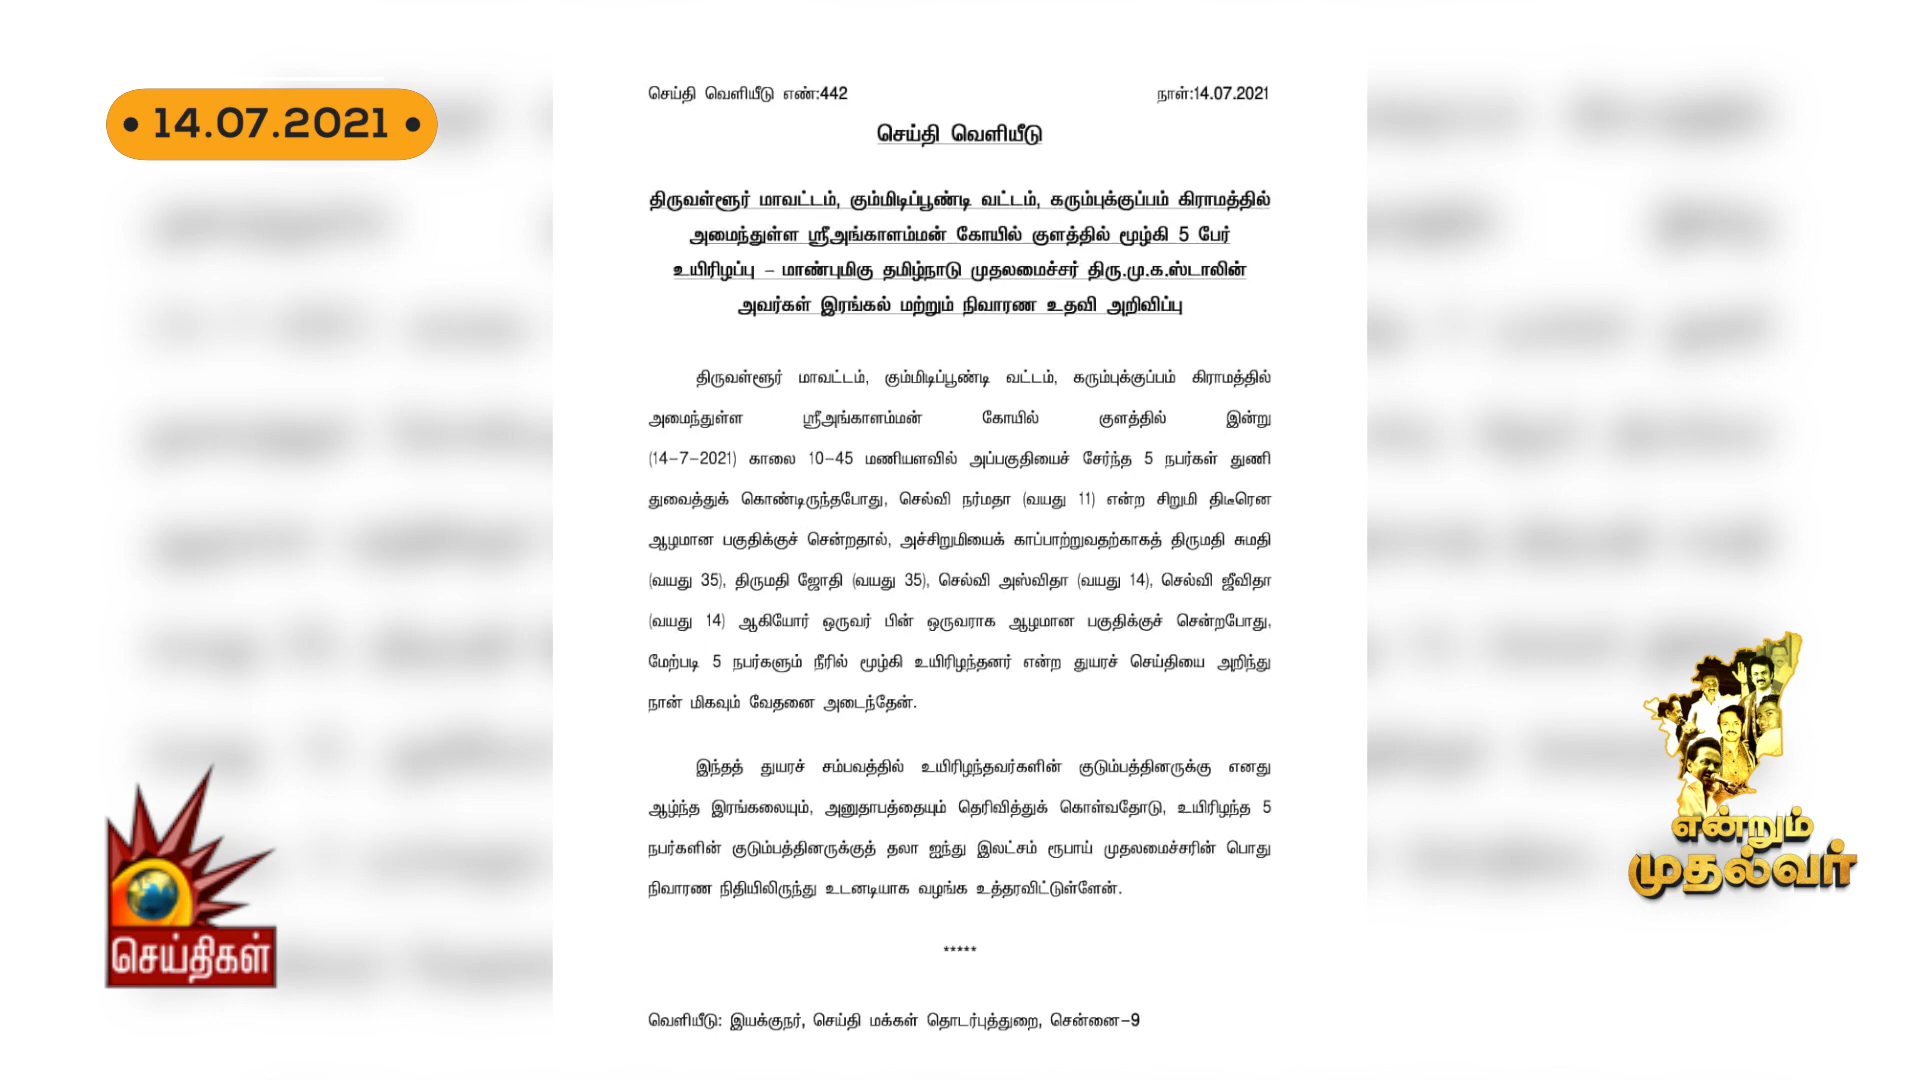 14.07.2021
செய்தி வெளியீடு எண்:442 நாள்:14.07.2021
செய்தி வெளியீடு
திருவள்ளூர் மாவட்டம், கும்மிடிப்பூண்டி வட்டம், கரும்புக்குப்பம் கிராமத்தில்
அமைந்துள்ள ஸ்ரீஅங்காளம்மன் கோயில் குளத்தில் மூழ்கி 5 பேர்
உயிரிழப்பு – மாண்புமிகு தமிழ்நாடு முதலமைச்சர் திரு.மு.க.ஸ்டாலின்
அவர்கள் இரங்கல் மற்றும் நிவாரண உதவி அறிவிப்பு
திருவள்ளூர் மாவட்டம், கும்மிடிப்பூண்டி வட்டம், கரும்புக்குப்பம் கிராமத்தில்
அமைந்துள்ள ஸ்ரீஅங்காளம்மன் கோயில் குளத்தில் இன்று
(14–7–2021) காலை 10–45 மணியளவில் அப்பகுதியைச் சேர்ந்த 5 நபர்கள் துணி
துவைத்துக் கொண்டிருந்தபோது, செல்வி நர்மதா (வயது 11) என்ற சிறுமி திடீரென
ஆழமான பகுதிக்குச் சென்றதால், அச்சிறுமியைக் காப்பாற்றுவதற்காகத் திருமதி சுமதி
(வயது 35), திருமதி ஜோதி (வயது 35), செல்வி அஸ்விதா (வயது 14), செல்வி ஜீவிதா
(வயது 14) ஆகியோர் ஒருவர் பின் ஒருவராக ஆழமான பகுதிக்குச் சென்றபோது,
மேற்படி 5 நபர்களும் நீரில் மூழ்கி உயிரிழந்தனர் என்ற துயரச் செய்தியை அறிந்து
நான் மிகவும் வேதனை அடைந்தேன்.
இந்தத் துயரச் சம்பவத்தில் உயிரிழந்தவர்களின் குடும்பத்தினருக்கு எனது
ஆழ்ந்த இரங்கலையும், அனுதாபத்தையும் தெரிவித்துக் கொள்வதோடு, உயிரிழந்த 5
நபர்களின் குடும்பத்தினருக்குத் தலா ஐந்து இலட்சம் ரூபாய் முதலமைச்சரின் பொது
நிவாரண நிதியிலிருந்து உடனடியாக வழங்க உத்தரவிட்டுள்ளேன்.
*****
வெளியீடு: இயக்குநர், செய்தி மக்கள் தொடர்புத்துறை, சென்னை–9
செய்திகள்
என்றும்
முதல்வர்